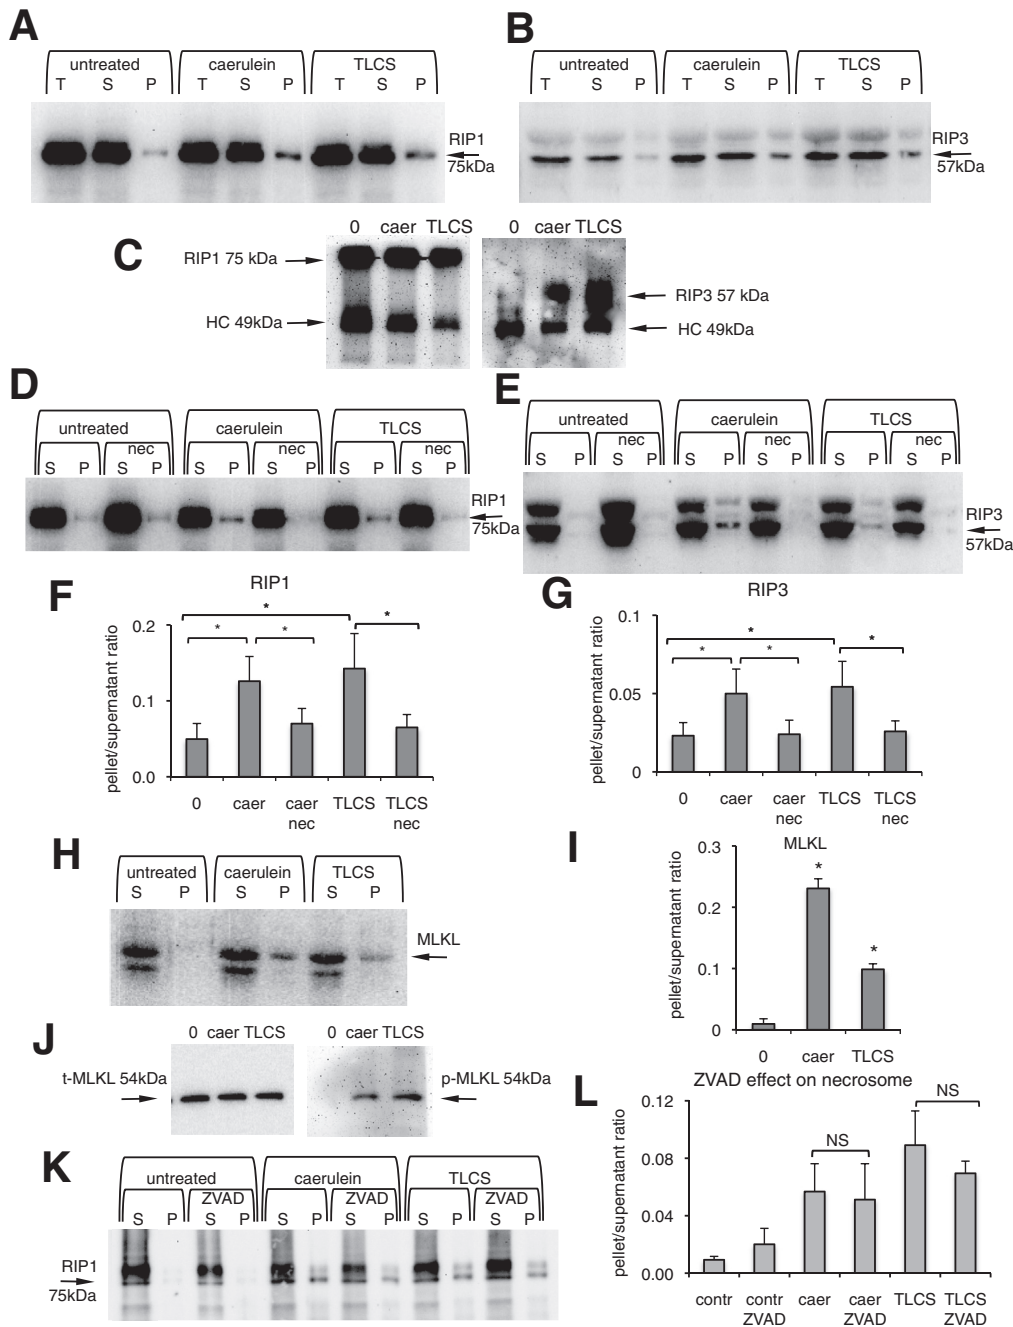 A
untreated caerulein TLCS
T S P T S P T S P
RIP1
75kDa
B
untreated caerulein TLCS
T S P T S P T S P
RIP3
57kDa
C
0 caer TLCS
RIP1 75 kDa
HC 49kDa
0 caer TLCS
RIP3 57 kDa
HC 49kDa
D
untreated caerulein TLCS
nec nec nec
S P S P S P S P S P S P
RIP1
75kDa
E
untreated caerulein TLCS
nec nec nec
S P S P S P S P S P S P
RIP3
57kDa
F
RIP1
pellet/supernatant ratio
0.2
0.1
0.0
* * * *
0 caer caer TLCS TLCS
nec nec
G
RIP3
pellet/supernatant ratio
0.1
0.05
0
* * * *
0 caer caer TLCS TLCS
nec nec
H
untreated caerulein TLCS
S P S P S P
MLKL
I
MLKL
pellet/supernatant ratio
0.3
0.2
0.1
0
* *
0 caer TLCS
J
0 caer TLCS
t-MLKL 54kDa
0 caer TLCS
p-MLKL 54kDa
K
untreated caerulein TLCS
ZVAD ZVAD ZVAD
S P S P S P S P S P S P
RIP1
75kDa
L
ZVAD effect on necrosome
pellet/supernatant ratio
0.12
0.08
0.04
0.00
NS NS
contr contr caer caer TLCS TLCS
ZVAD ZVAD ZVAD